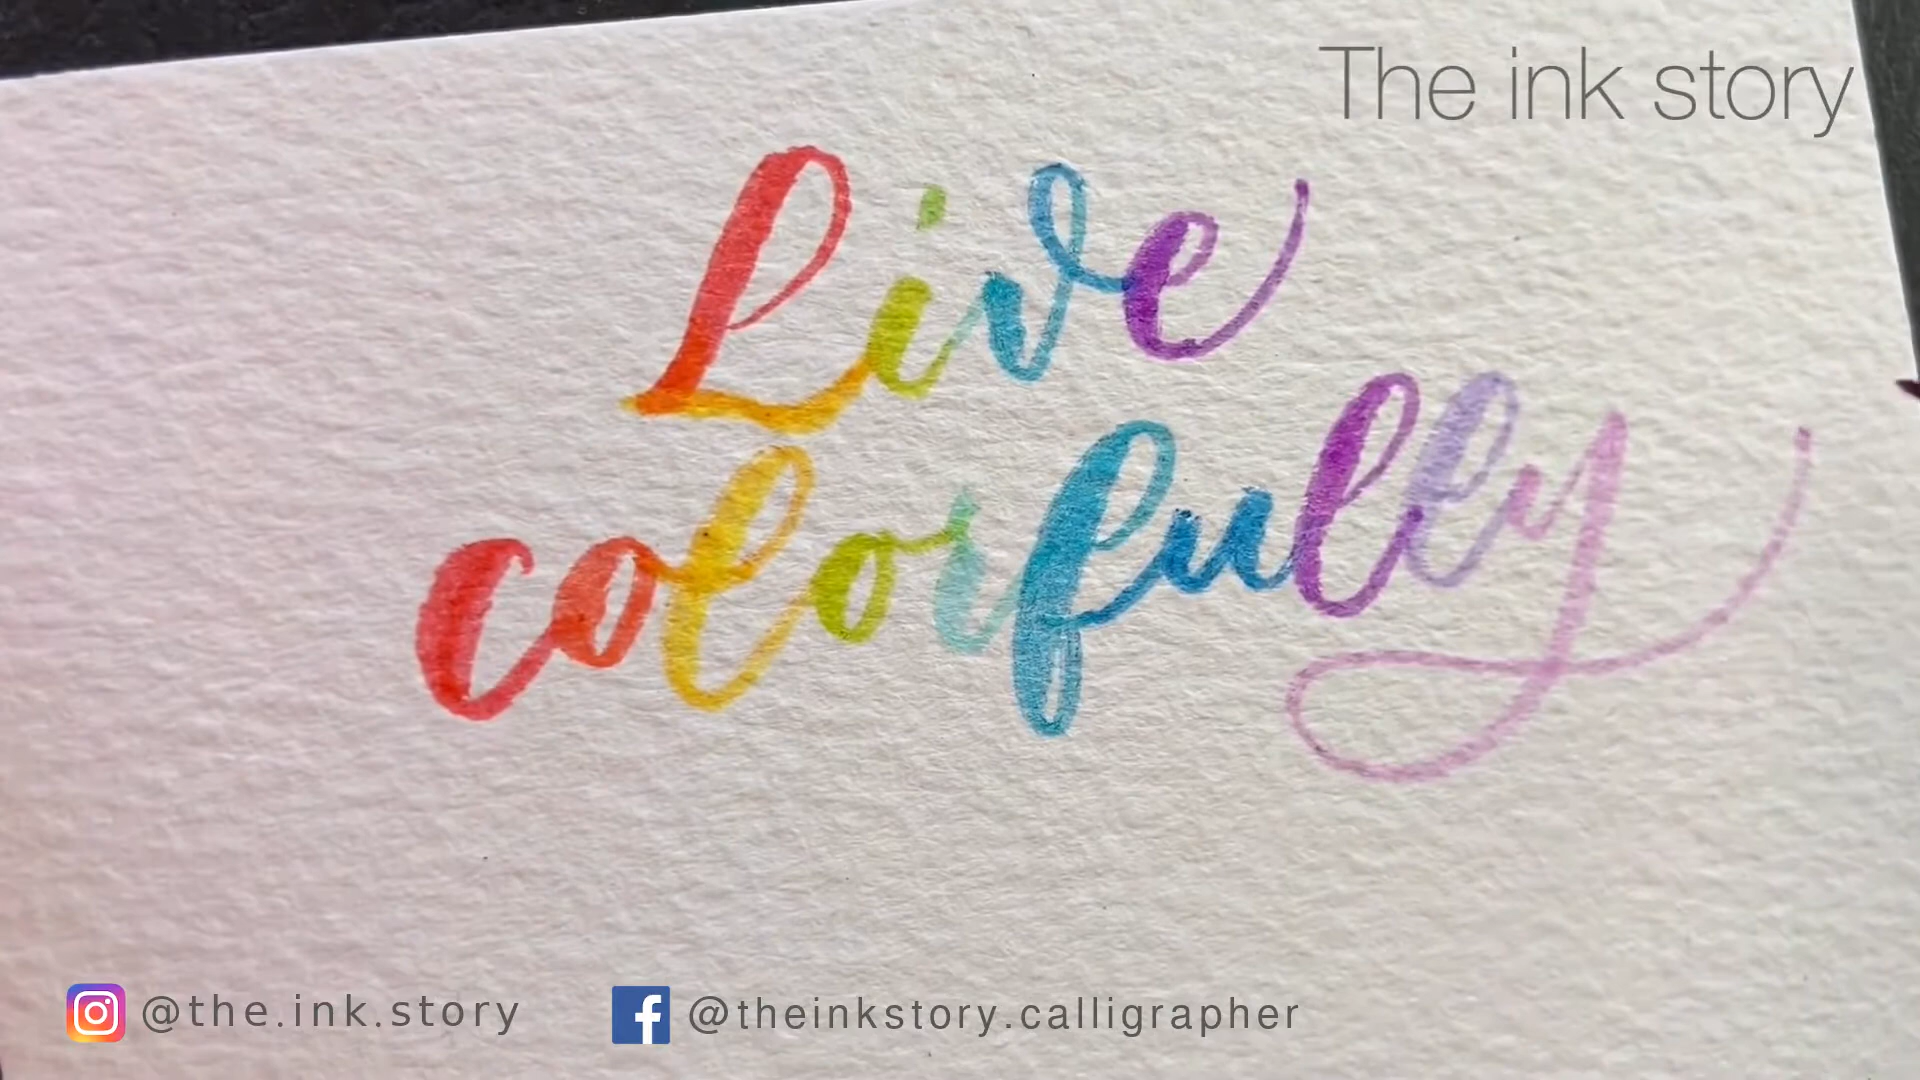 The ink story
Live
colorfully
@the.ink.story
@theinkstory.calligrapher